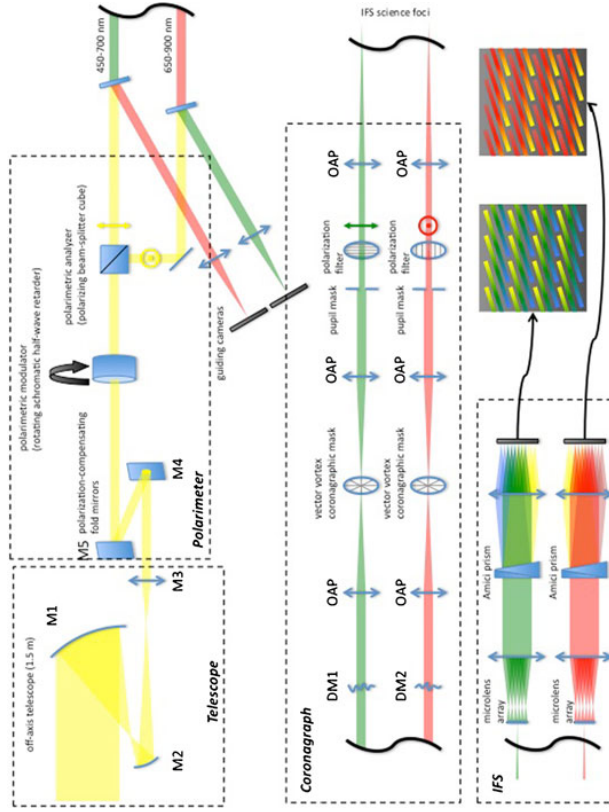 off-axis telescope (1.5 m)
M1
M2
M3
Telescope
M5
polarization-compensating
fold mirrors
M4
Polarimeter
polarimetric modulator
(rotating achromatic half-wave retarder)
polarimetric analyzer
(polarizing beam-splitter cube)
guiding cameras
450-700 nm
650-900 nm
Coronagraph
DM1
OAP
vector vortex
coronagraphic mask
OAP
pupil mask
polarization
filter
OAP
IFS science foci
DM2
OAP
vector vortex
coronagraphic mask
OAP
pupil mask
polarization
filter
OAP
IFS
microlens
array
Amici prism
microlens
array
Amici prism